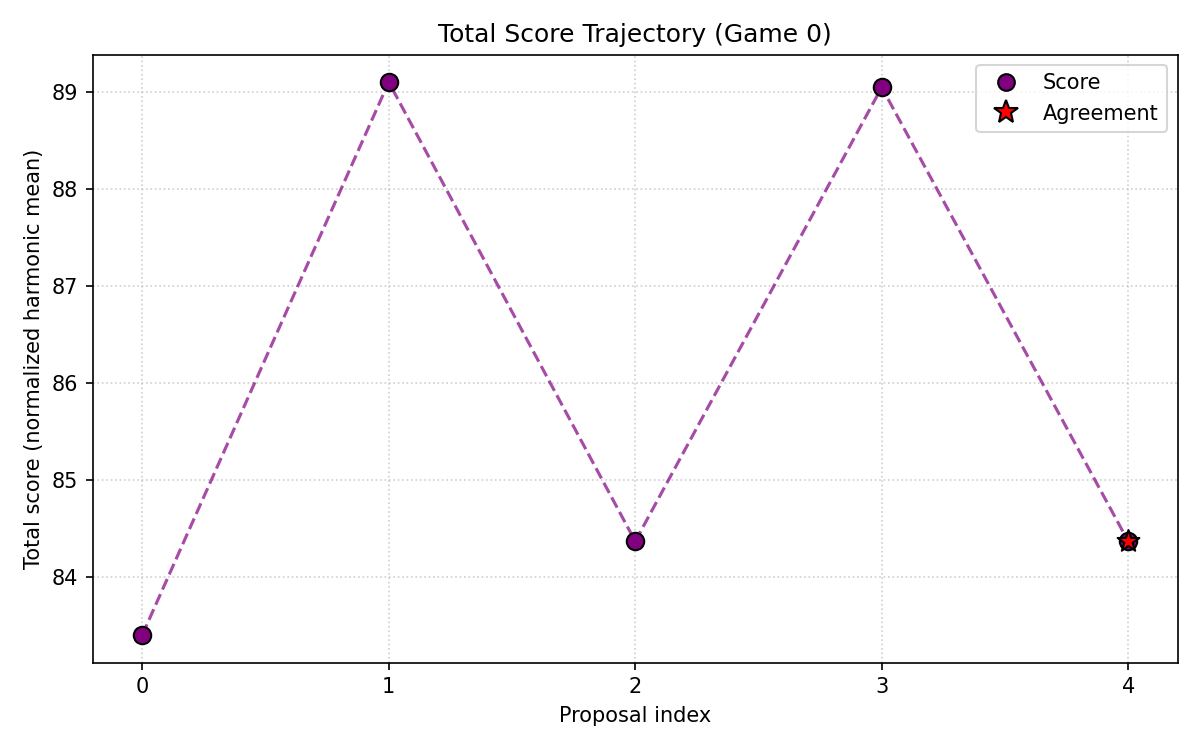 Total Score Trajectory (Game 0)
Score
Agreement
Total score (normalized harmonic mean)
89
88
87
86
85
84
0 1 2 3 4
Proposal index